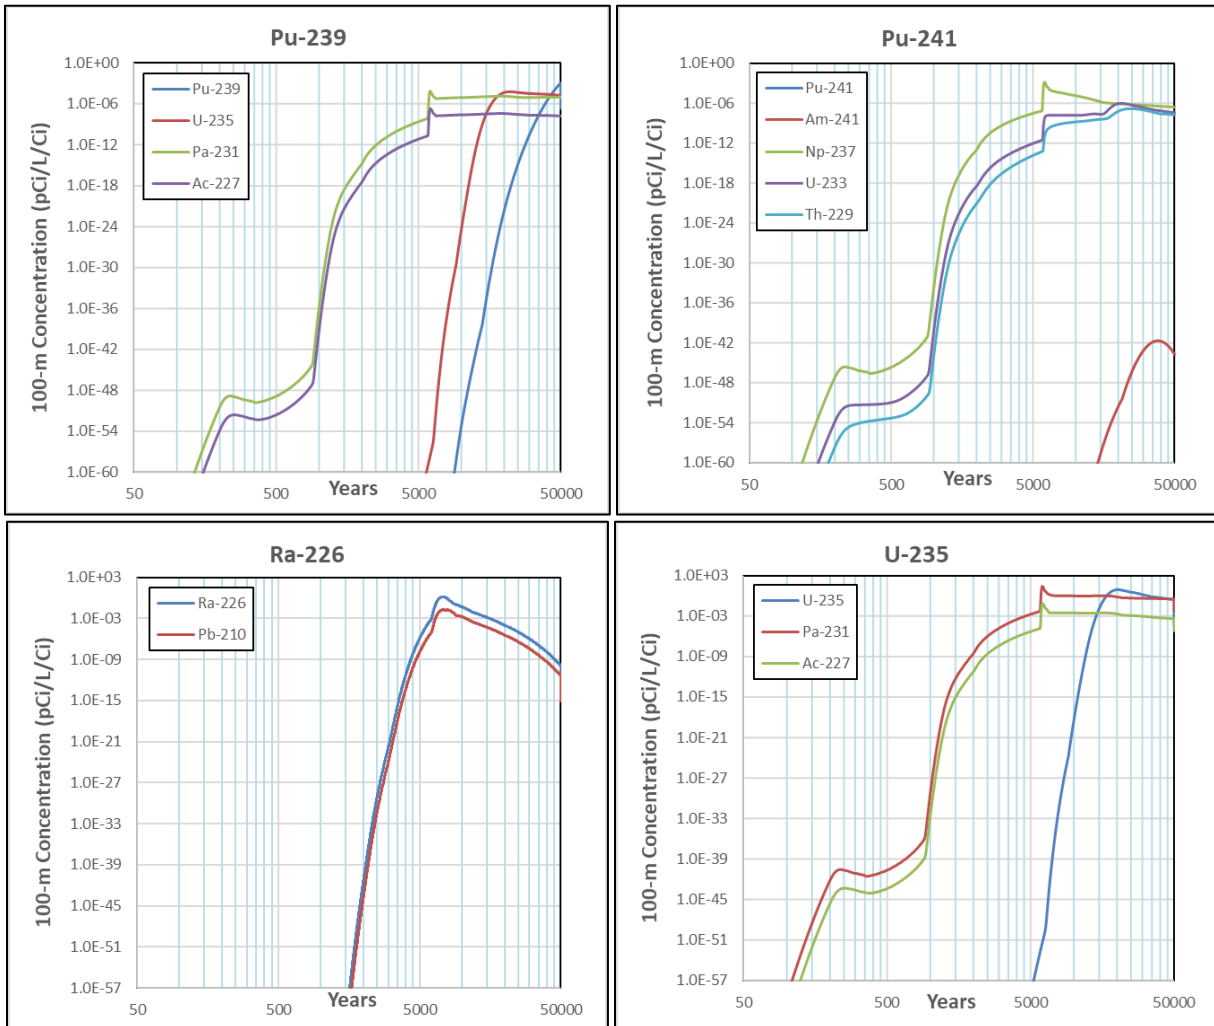 Pu-239
100-m Concentration (pCi/L/Ci)
1.0E+00
1.0E-06
1.0E-12
1.0E-18
1.0E-24
1.0E-30
1.0E-36
1.0E-42
1.0E-48
1.0E-54
1.0E-60
Pu-239
U-235
Pa-231
Ac-227
50 500 5000 50000
Years
Pu-241
100-m Concentration (pCi/L/Ci)
1.0E+00
1.0E-06
1.0E-12
1.0E-18
1.0E-24
1.0E-30
1.0E-36
1.0E-42
1.0E-48
1.0E-54
1.0E-60
Pu-241
Am-241
Np-237
U-233
Th-229
50 500 5000 50000
Years
Ra-226
100-m Concentration (pCi/L/Ci)
1.0E+03
1.0E-03
1.0E-09
1.0E-15
1.0E-21
1.0E-27
1.0E-33
1.0E-39
1.0E-45
1.0E-51
1.0E-57
Ra-226
Pb-210
50 500 5000 50000
Years
U-235
100-m Concentration (pCi/L/Ci)
1.0E+03
1.0E-03
1.0E-09
1.0E-15
1.0E-21
1.0E-27
1.0E-33
1.0E-39
1.0E-45
1.0E-51
1.0E-57
U-235
Pa-231
Ac-227
50 500 5000 50000
Years